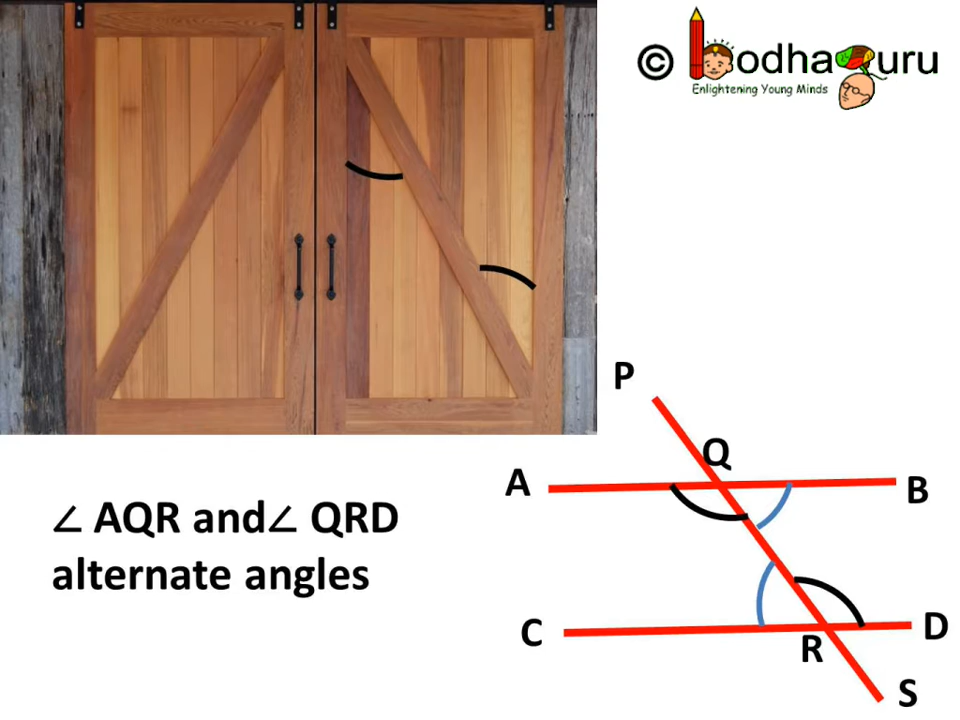 © BodhaGuru
Enlightening Young Minds
P
Q
A
B
∠ AQR and∠ QRD
alternate angles
C
D
R
S